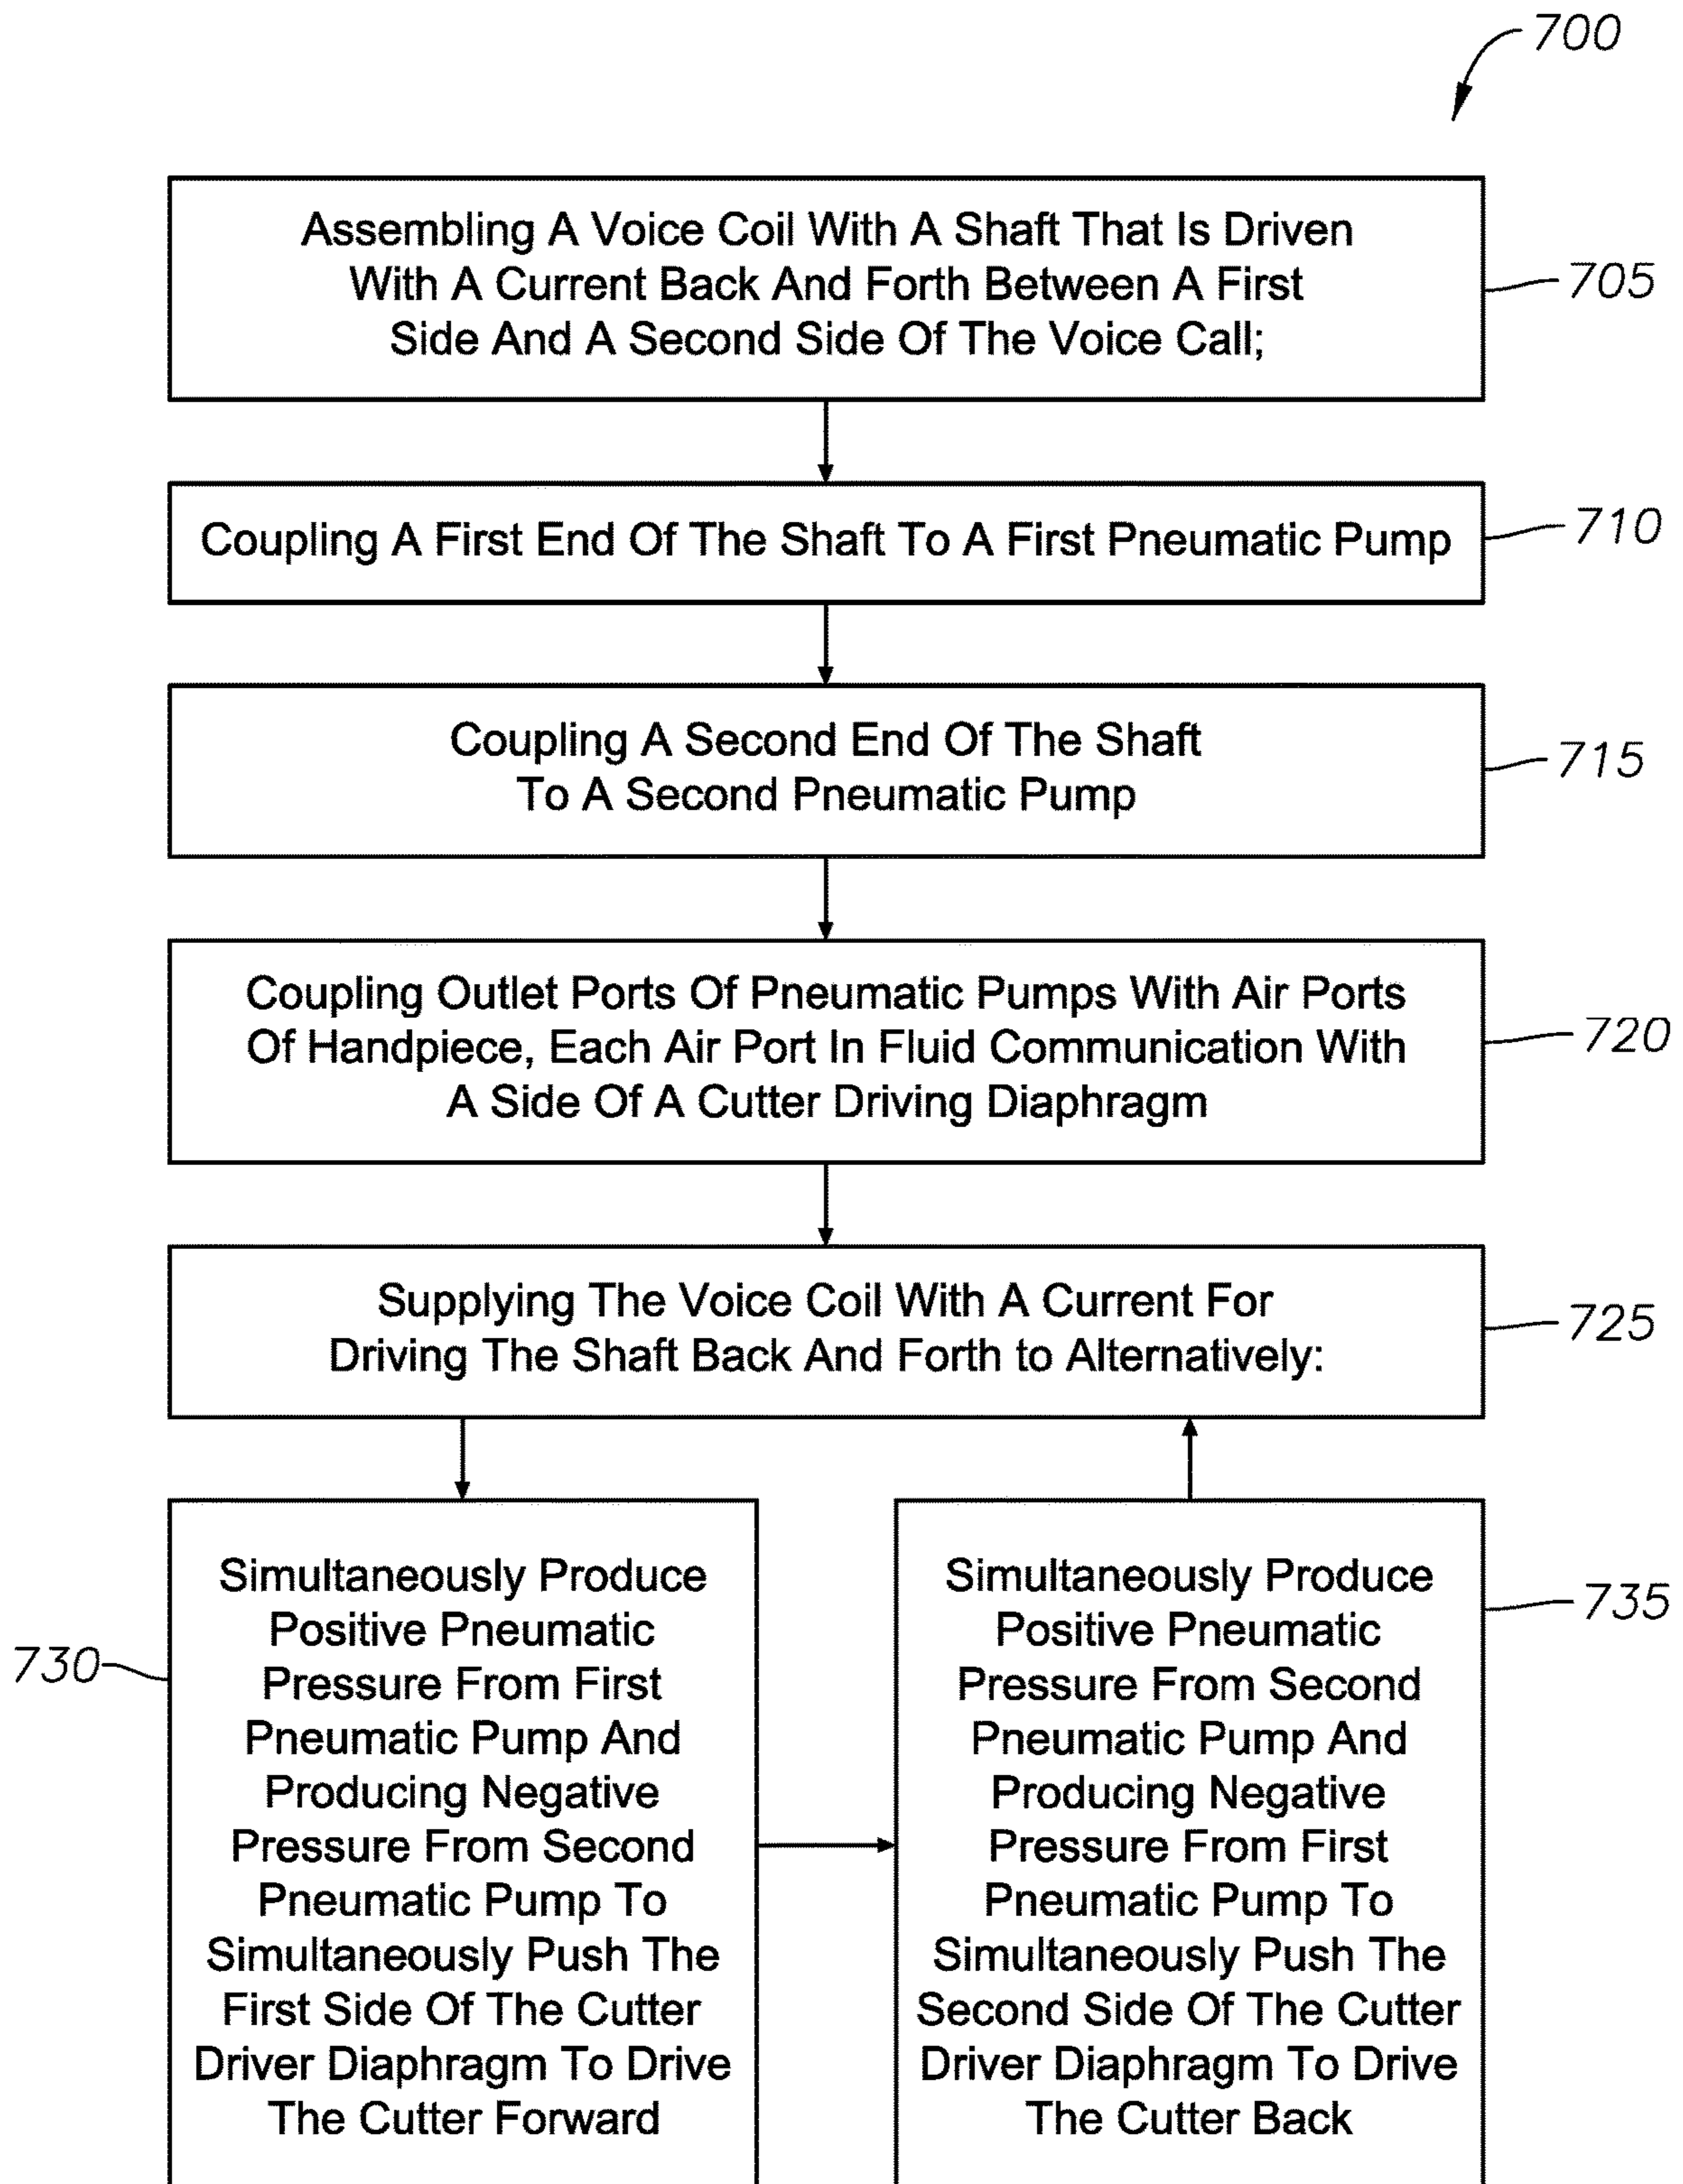 700
Assembling A Voice Coil With A Shaft That Is Driven
With A Current Back And Forth Between A First
Side And A Second Side Of The Voice Call;
705
Coupling A First End Of The Shaft To A First Pneumatic Pump
710
Coupling A Second End Of The Shaft
To A Second Pneumatic Pump
715
Coupling Outlet Ports Of Pneumatic Pumps With Air Ports
Of Handpiece, Each Air Port In Fluid Communication With
A Side Of A Cutter Driving Diaphragm
720
Supplying The Voice Coil With A Current For
Driving The Shaft Back And Forth to Alternatively:
725
730
Simultaneously Produce
Positive Pneumatic
Pressure From First
Pneumatic Pump And
Producing Negative
Pressure From Second
Pneumatic Pump To
Simultaneously Push The
First Side Of The Cutter
Driver Diaphragm To Drive
The Cutter Forward
Simultaneously Produce
Positive Pneumatic
Pressure From Second
Pneumatic Pump And
Producing Negative
Pressure From First
Pneumatic Pump To
Simultaneously Push The
Second Side Of The Cutter
Driver Diaphragm To Drive
The Cutter Back
735